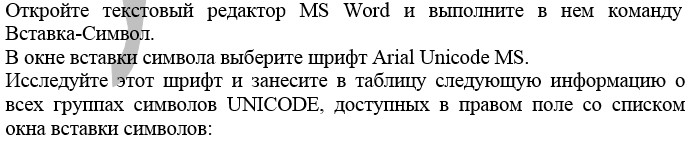 Откройте текстовый редактор MS Word и выполните в нем команду
Вставка-Символ.
В окне вставки символа выберите шрифт Arial Unicode MS.
Исследуйте этот шрифт и занесите в таблицу следующую информацию о
всех группах символов UNICODE, доступных в правом поле со списком
окна вставки символов: